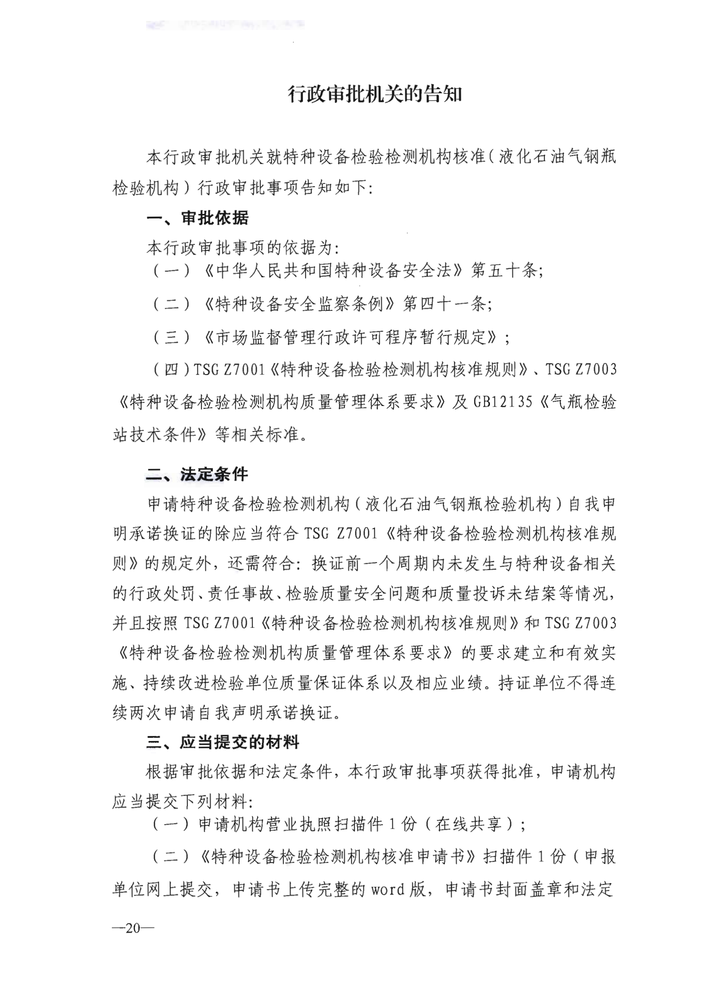 行政审批机关的告知
本行政审批机关就特种设备检验检测机构核准(液化石油气钢瓶
检验机构)行政审批事项告知如下:
一、审批依据
本行政审批事项的依据为:
(一)《中华人民共和国特种设备安全法》第五十条;
(二)《特种设备安全监察条例》第四十一条;
(三)《市场监督管理行政许可程序暂行规定》;
(四)TSG Z7001《特种设备检验检测机构核准规则》、TSG Z7003
《特种设备检验检测机构质量管理体系要求》及 GB12135《气瓶检验
站技术条件》等相关标准。
二、法定条件
申请特种设备检验检测机构(液化石油气钢瓶检验机构)自我申
明承诺换证的除应当符合 TSG Z7001《特种设备检验检测机构核准规
则》的规定外，还需符合: 换证前一个周期内未发生与特种设备相关
的行政处罚、责任事故、检验质量安全问题和质量投诉未结案等情况，
并且按照 TSG Z7001《特种设备检验检测机构核准规则》和 TSG Z7003
《特种设备检验检测机构质量管理体系要求》的要求建立和有效实
施、持续改进检验单位质量保证体系以及相应业绩。持证单位不得连
续两次申请自我声明承诺换证。
三、应当提交的材料
根据审批依据和法定条件，本行政审批事项获得批准，申请机构
应当提交下列材料:
(一)申请机构营业执照扫描件 1 份(在线共享);
(二)《特种设备检验检测机构核准申请书》扫描件 1 份(申报
单位网上提交，申请书上传完整的 word 版，申请书封面盖章和法定
—20—